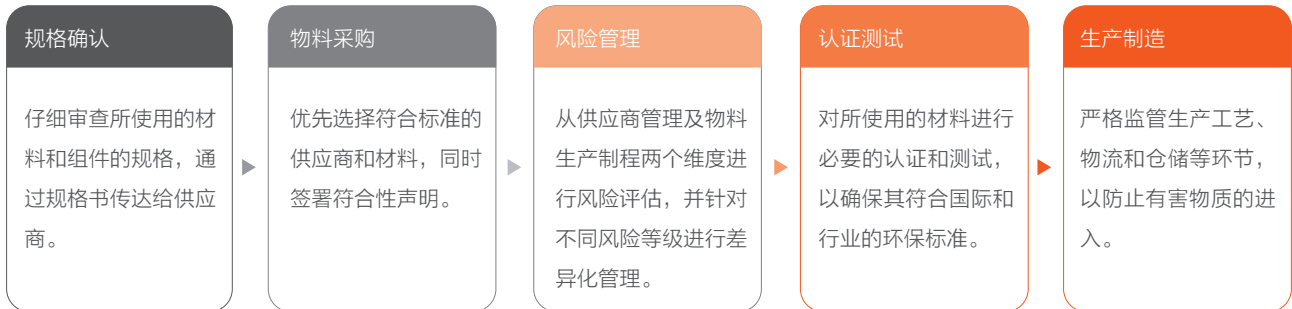 规格确认
仔细审查所使用的材
料和组件的规格，通
过规格书传达给供应
商。
物料采购
优先选择符合标准的
供应商和材料，同时
签署符合性声明。
风险管理
从供应商管理及物料
生产制程两个维度进
行风险评估，并针对
不同风险等级进行差
异化管理。
认证测试
对所使用的材料进行
必要的认证和测试，
以确保其符合国际和
行业的环保标准。
生产制造
严格监管生产工艺、
物流和仓储等环节，
以防止有害物质的进
入。